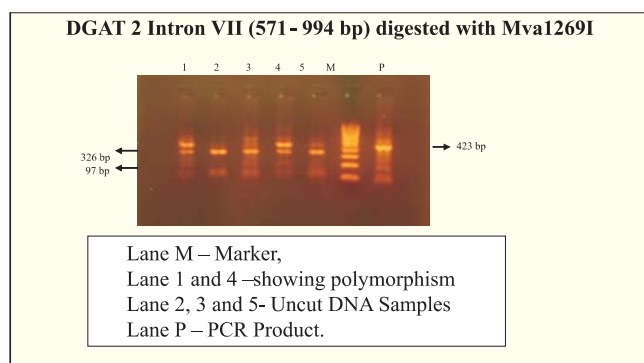 DGAT 2 Intron VII (571- 994 bp) digested with Mva1269I
1 2 3 4 5 M P
326 bp
423 bp
97 bp
Lane M – Marker,
Lane 1 and 4 –showing polymorphism
Lane 2, 3 and 5- Uncut DNA Samples
Lane P – PCR Product.